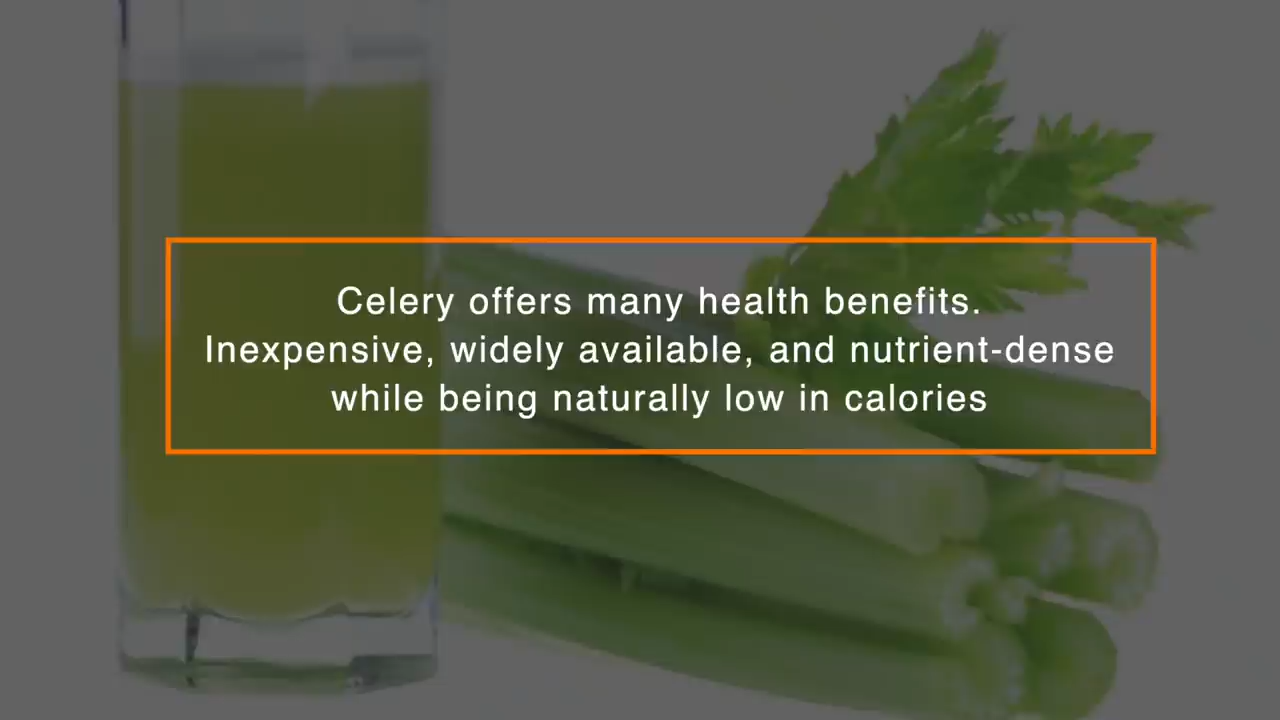 Celery offers many health benefits.
Inexpensive, widely available, and nutrient-dense
while being naturally low in calories